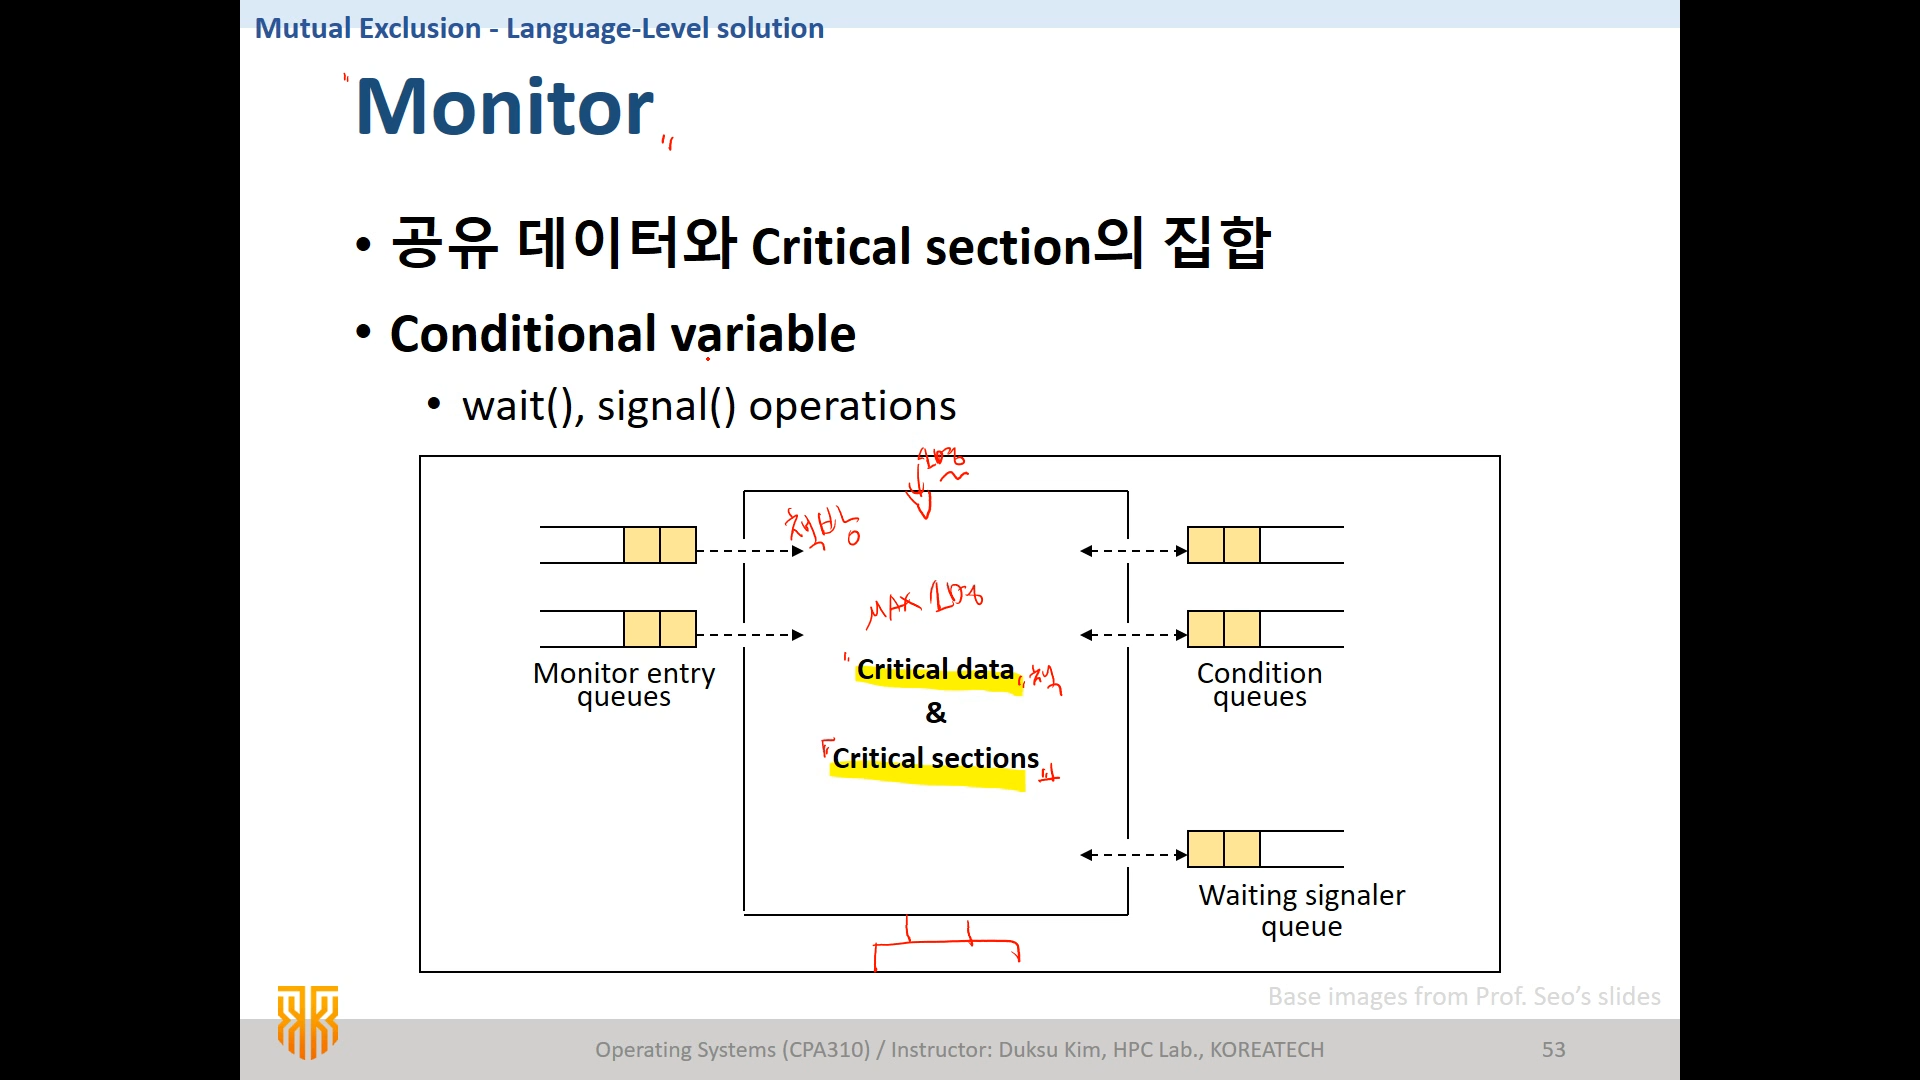 Mutual Exclusion - Language-Level solution
"Monitor"
• 공유 데이터와 Critical section의 집합
• Conditional variable
• wait(), signal() operations
책방
MAX 1명
Monitor entry
queues
"Critical data" 책
&
"Critical sections"
Condition
queues
Waiting signaler
queue
Base images from Prof. Seo’s slides
Operating Systems (CPA310) / Instructor: Duksu Kim, HPC Lab., KOREATECH
53